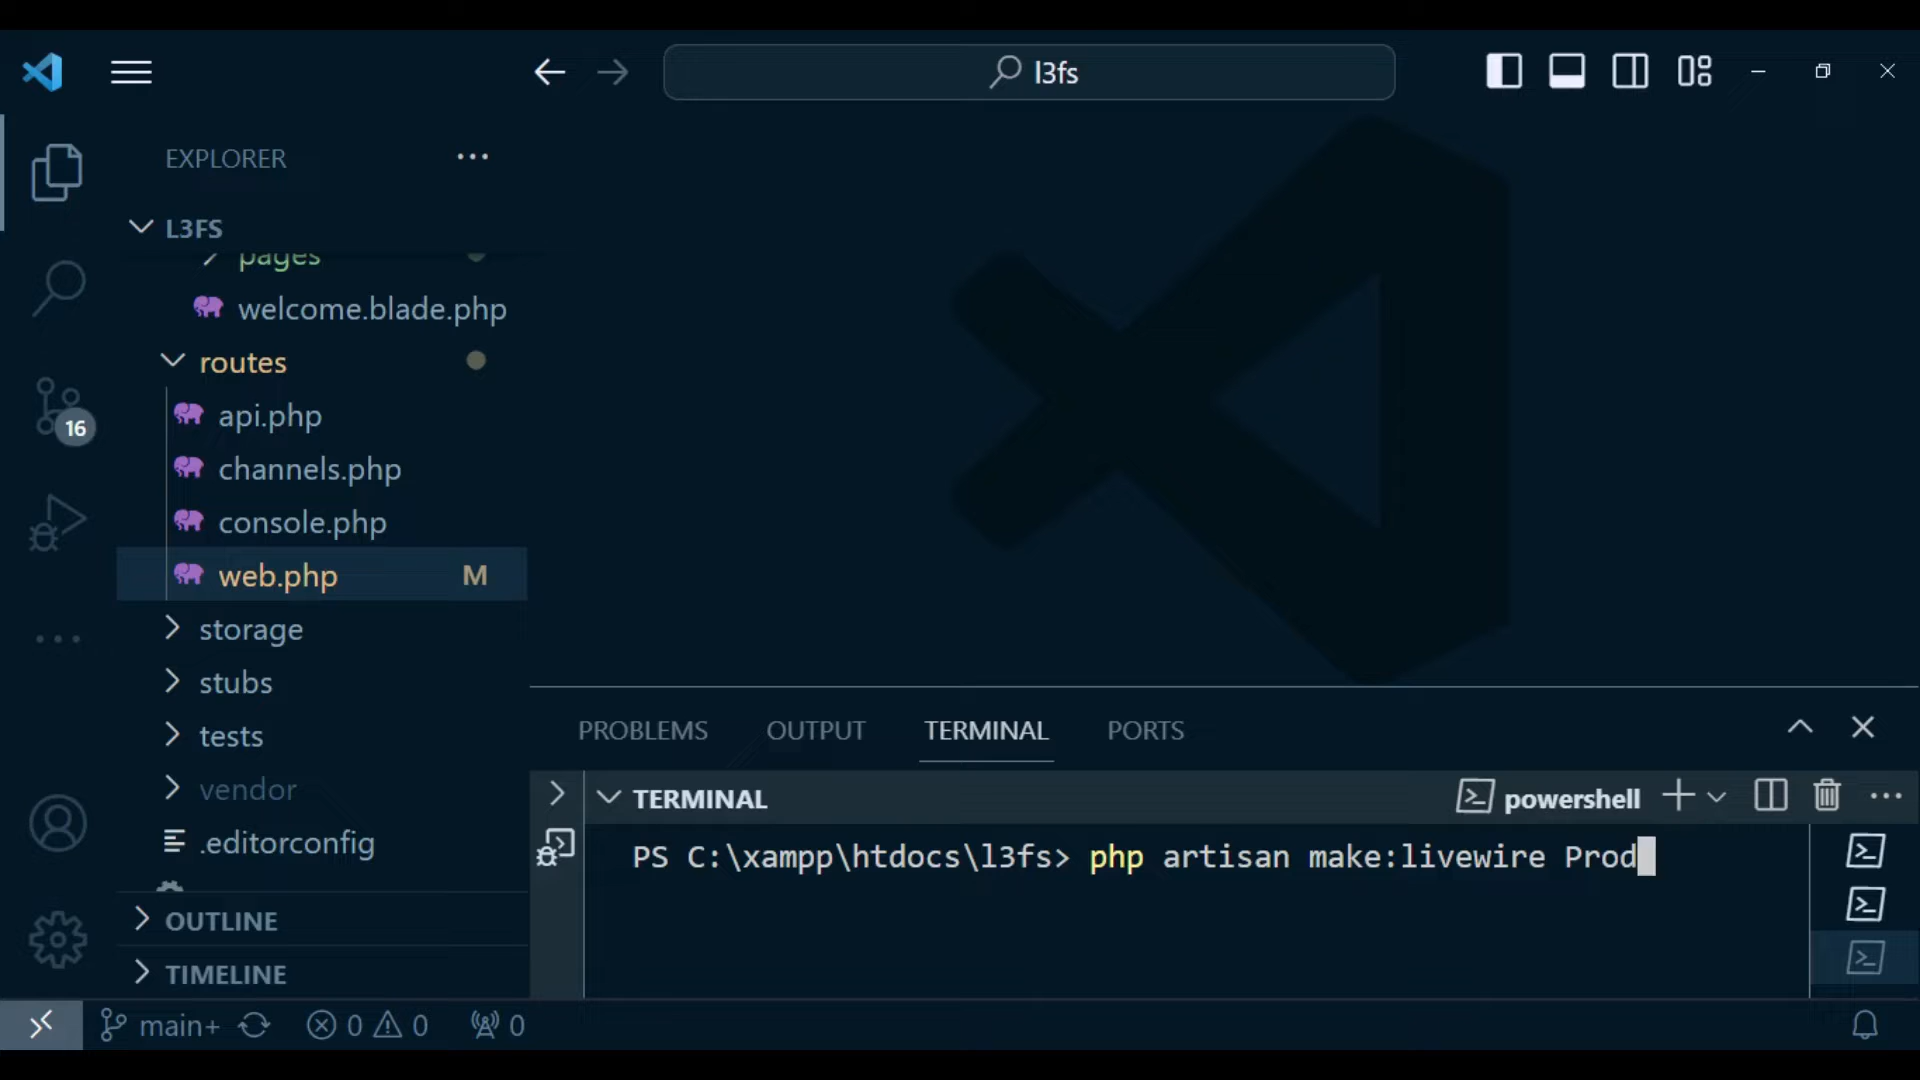 l3fs
EXPLORER
L3FS
pages
welcome.blade.php
routes
api.php
channels.php
console.php
web.php M
storage
stubs
tests
vendor
.editorconfig
OUTLINE
TIMELINE
16
PROBLEMS OUTPUT TERMINAL PORTS
TERMINAL
powershell
PS C:\xampp\htdocs\l3fs> php artisan make:livewire Prod
main+ 0 0 0